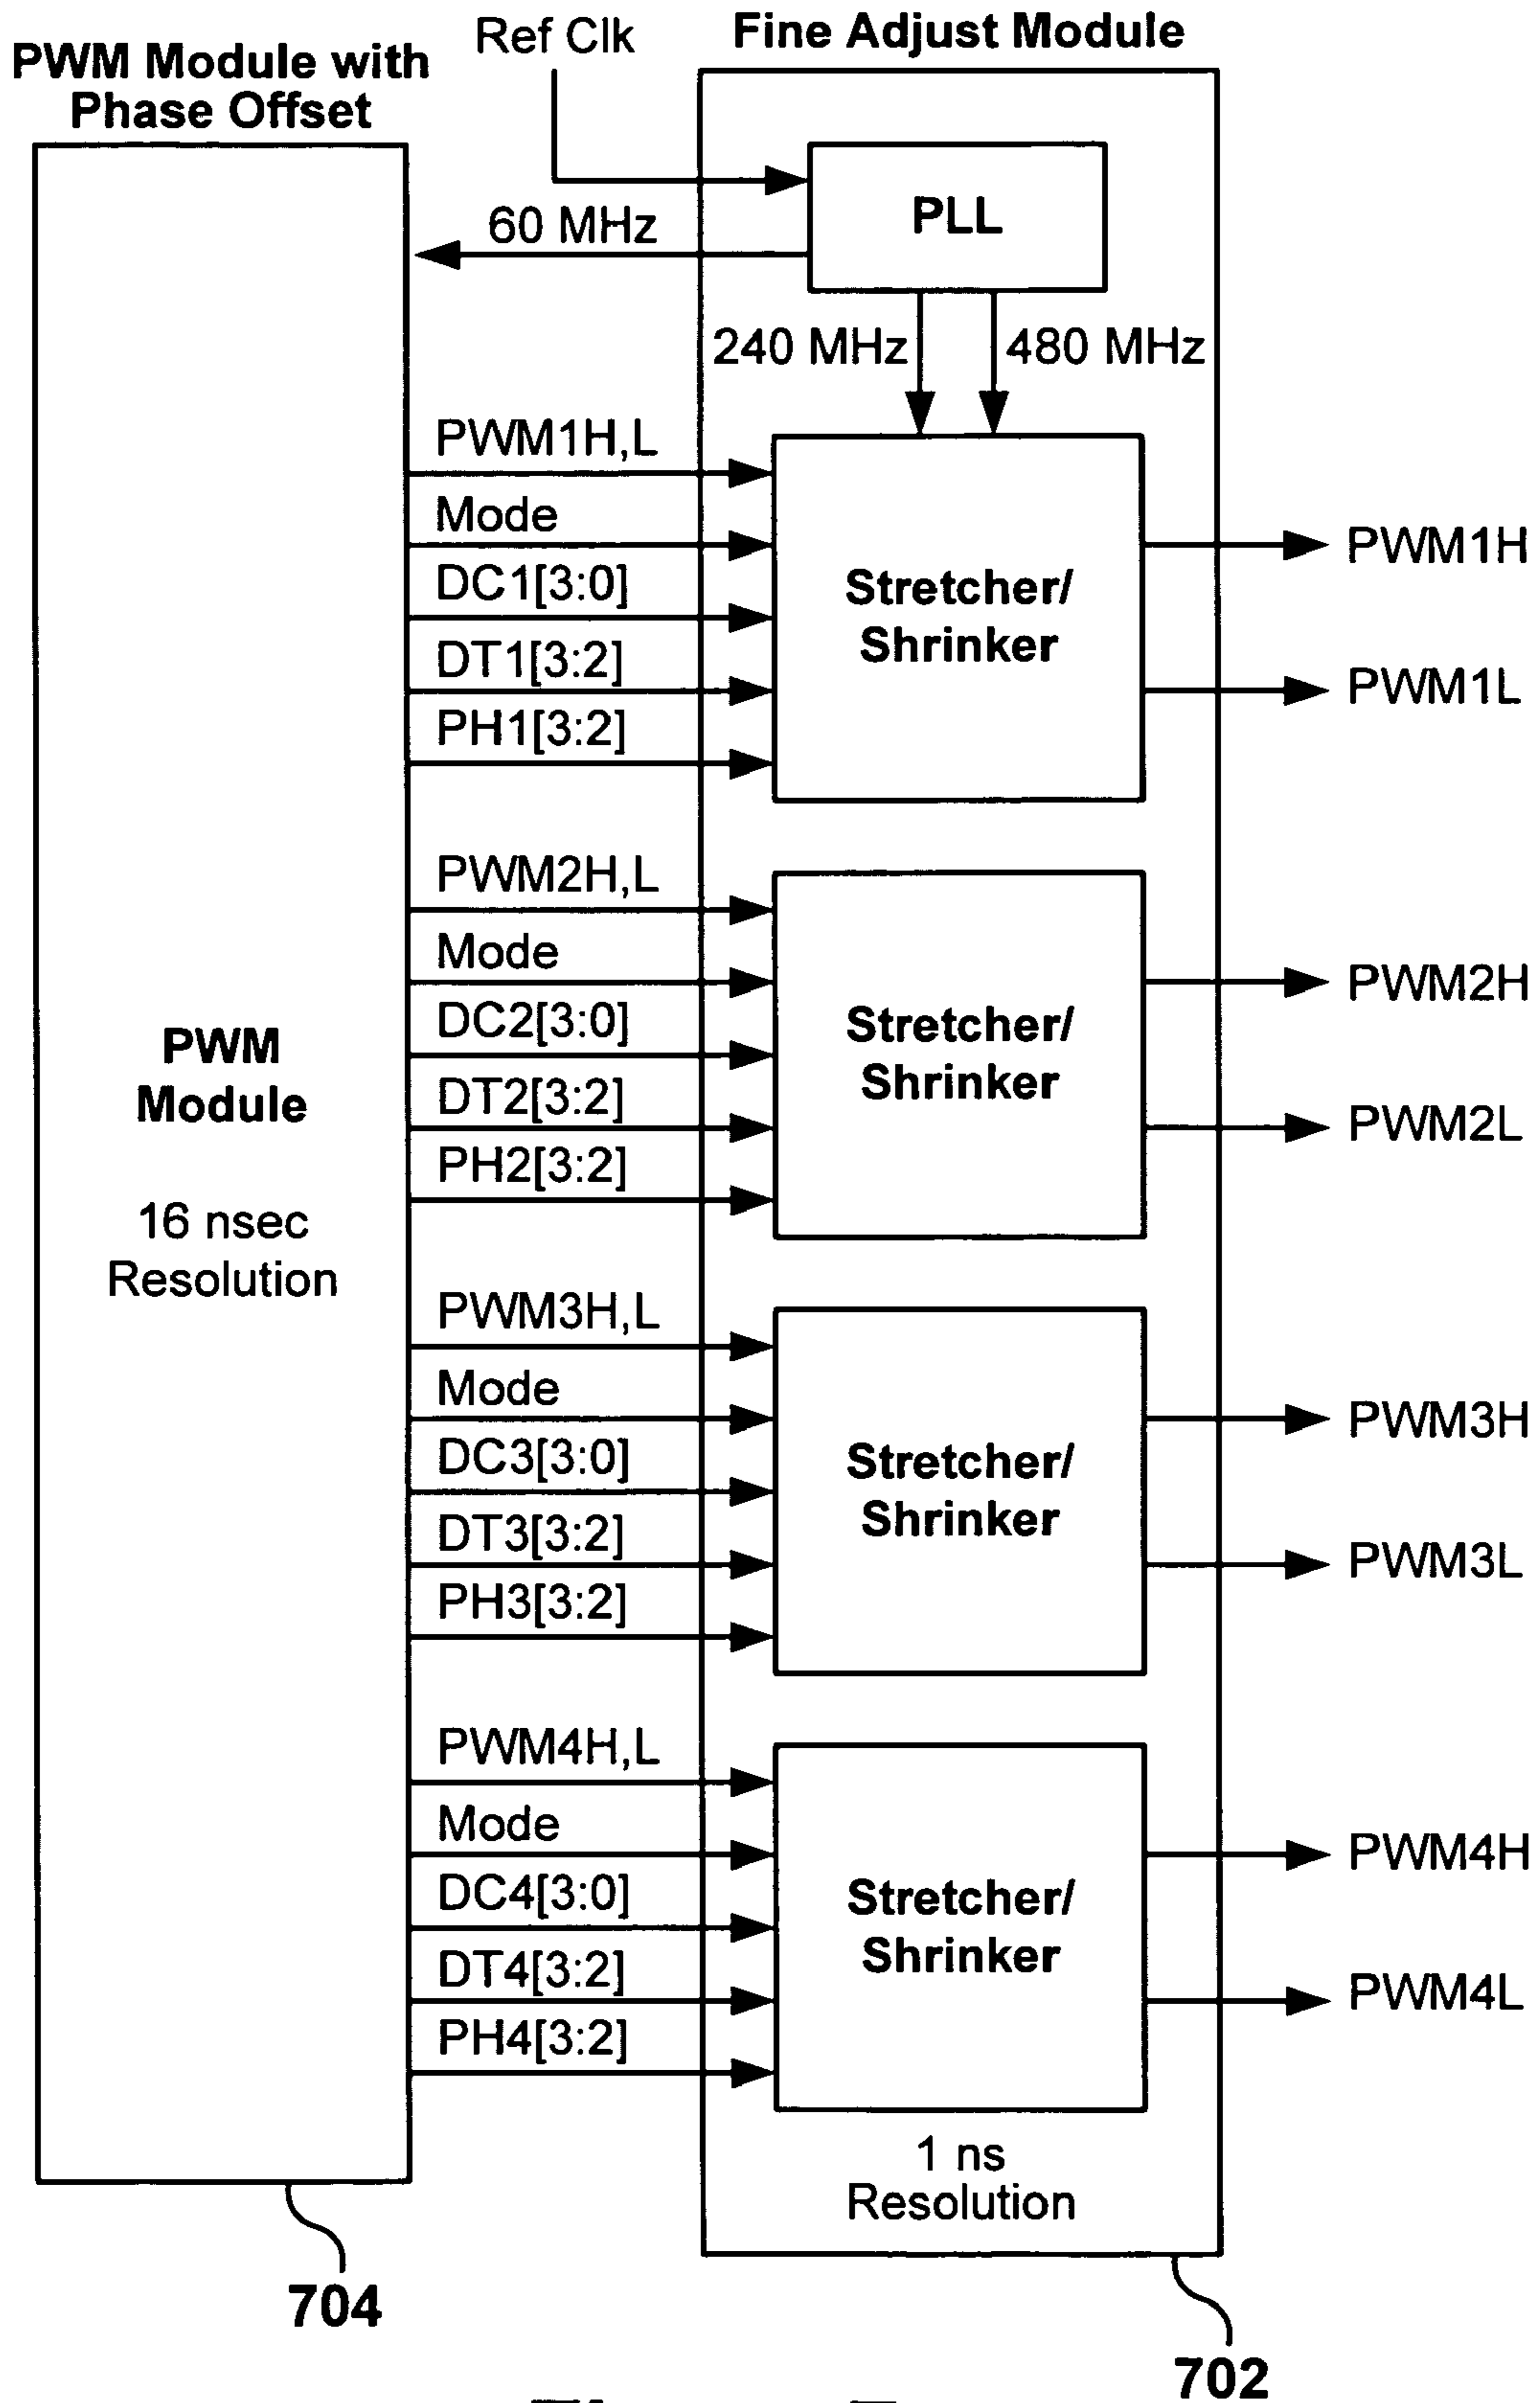 Ref Clk
Fine Adjust Module
PWM Module with
Phase Offset
PLL
60 MHz
240 MHz
480 MHz
PWM1H,L
Mode
DC1[3:0]
DT1[3:2]
PH1[3:2]
Stretcher/
Shrinker
PWM1H
PWM1L
PWM2H,L
Mode
DC2[3:0]
DT2[3:2]
PH2[3:2]
Stretcher/
Shrinker
PWM2H
PWM2L
PWM
Module
16 nsec
Resolution
PWM3H,L
Mode
DC3[3:0]
DT3[3:2]
PH3[3:2]
Stretcher/
Shrinker
PWM3H
PWM3L
PWM4H,L
Mode
DC4[3:0]
DT4[3:2]
PH4[3:2]
Stretcher/
Shrinker
PWM4H
PWM4L
1 ns
Resolution
704
702